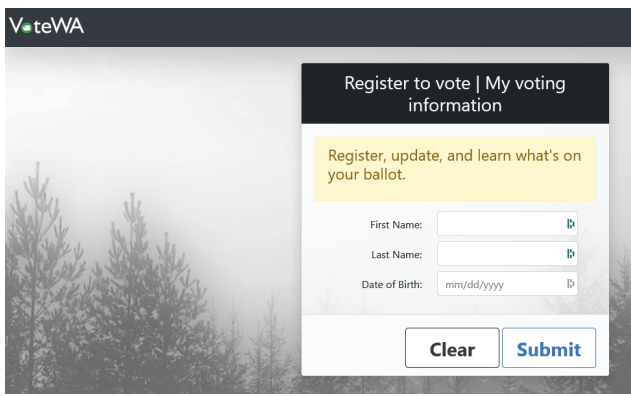 VoteWA
Register to vote | My voting
information
Register, update, and learn what's on
your ballot.
First Name:
Last Name:
Date of Birth:
mm/dd/yyyy
Clear
Submit